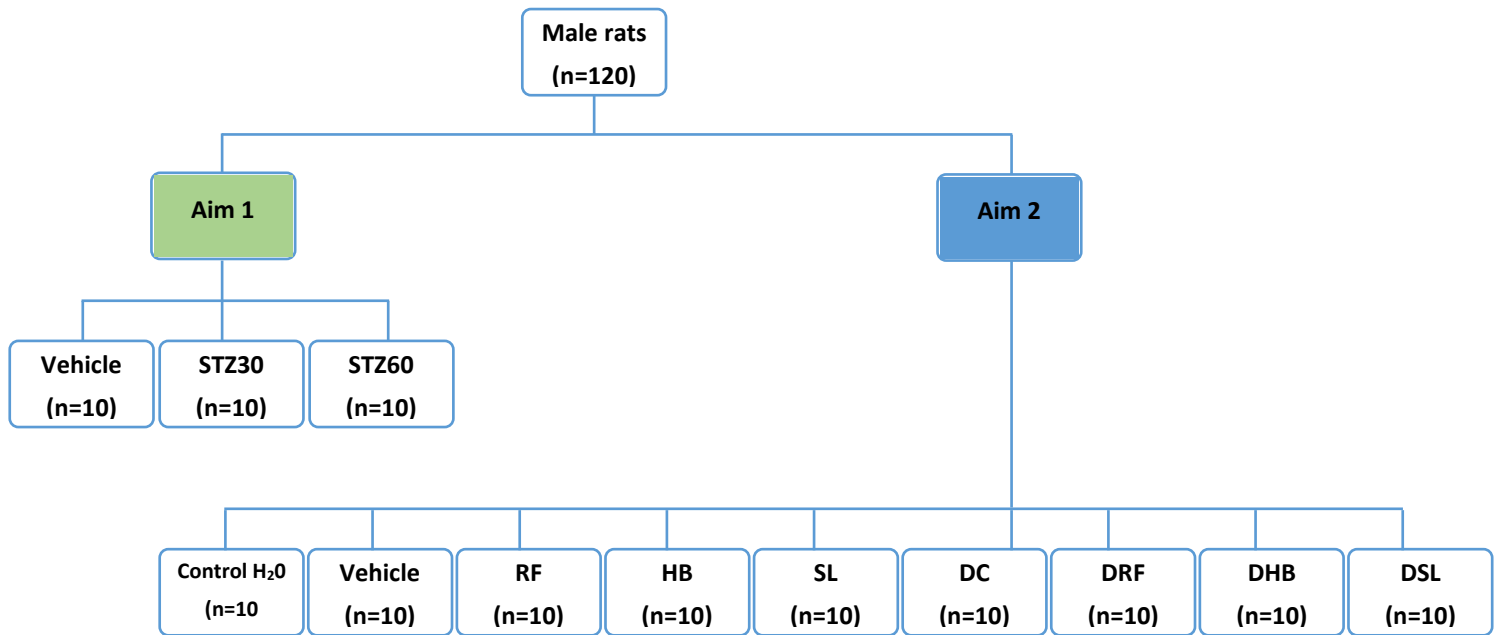 Male rats
(n=120)
Aim 1
Aim 2
Vehicle
(n=10)
STZ30
(n=10)
STZ60
(n=10)
Control H₂0
(n=10
Vehicle
(n=10)
RF
(n=10)
HB
(n=10)
SL
(n=10)
DC
(n=10)
DRF
(n=10)
DHB
(n=10)
DSL
(n=10)